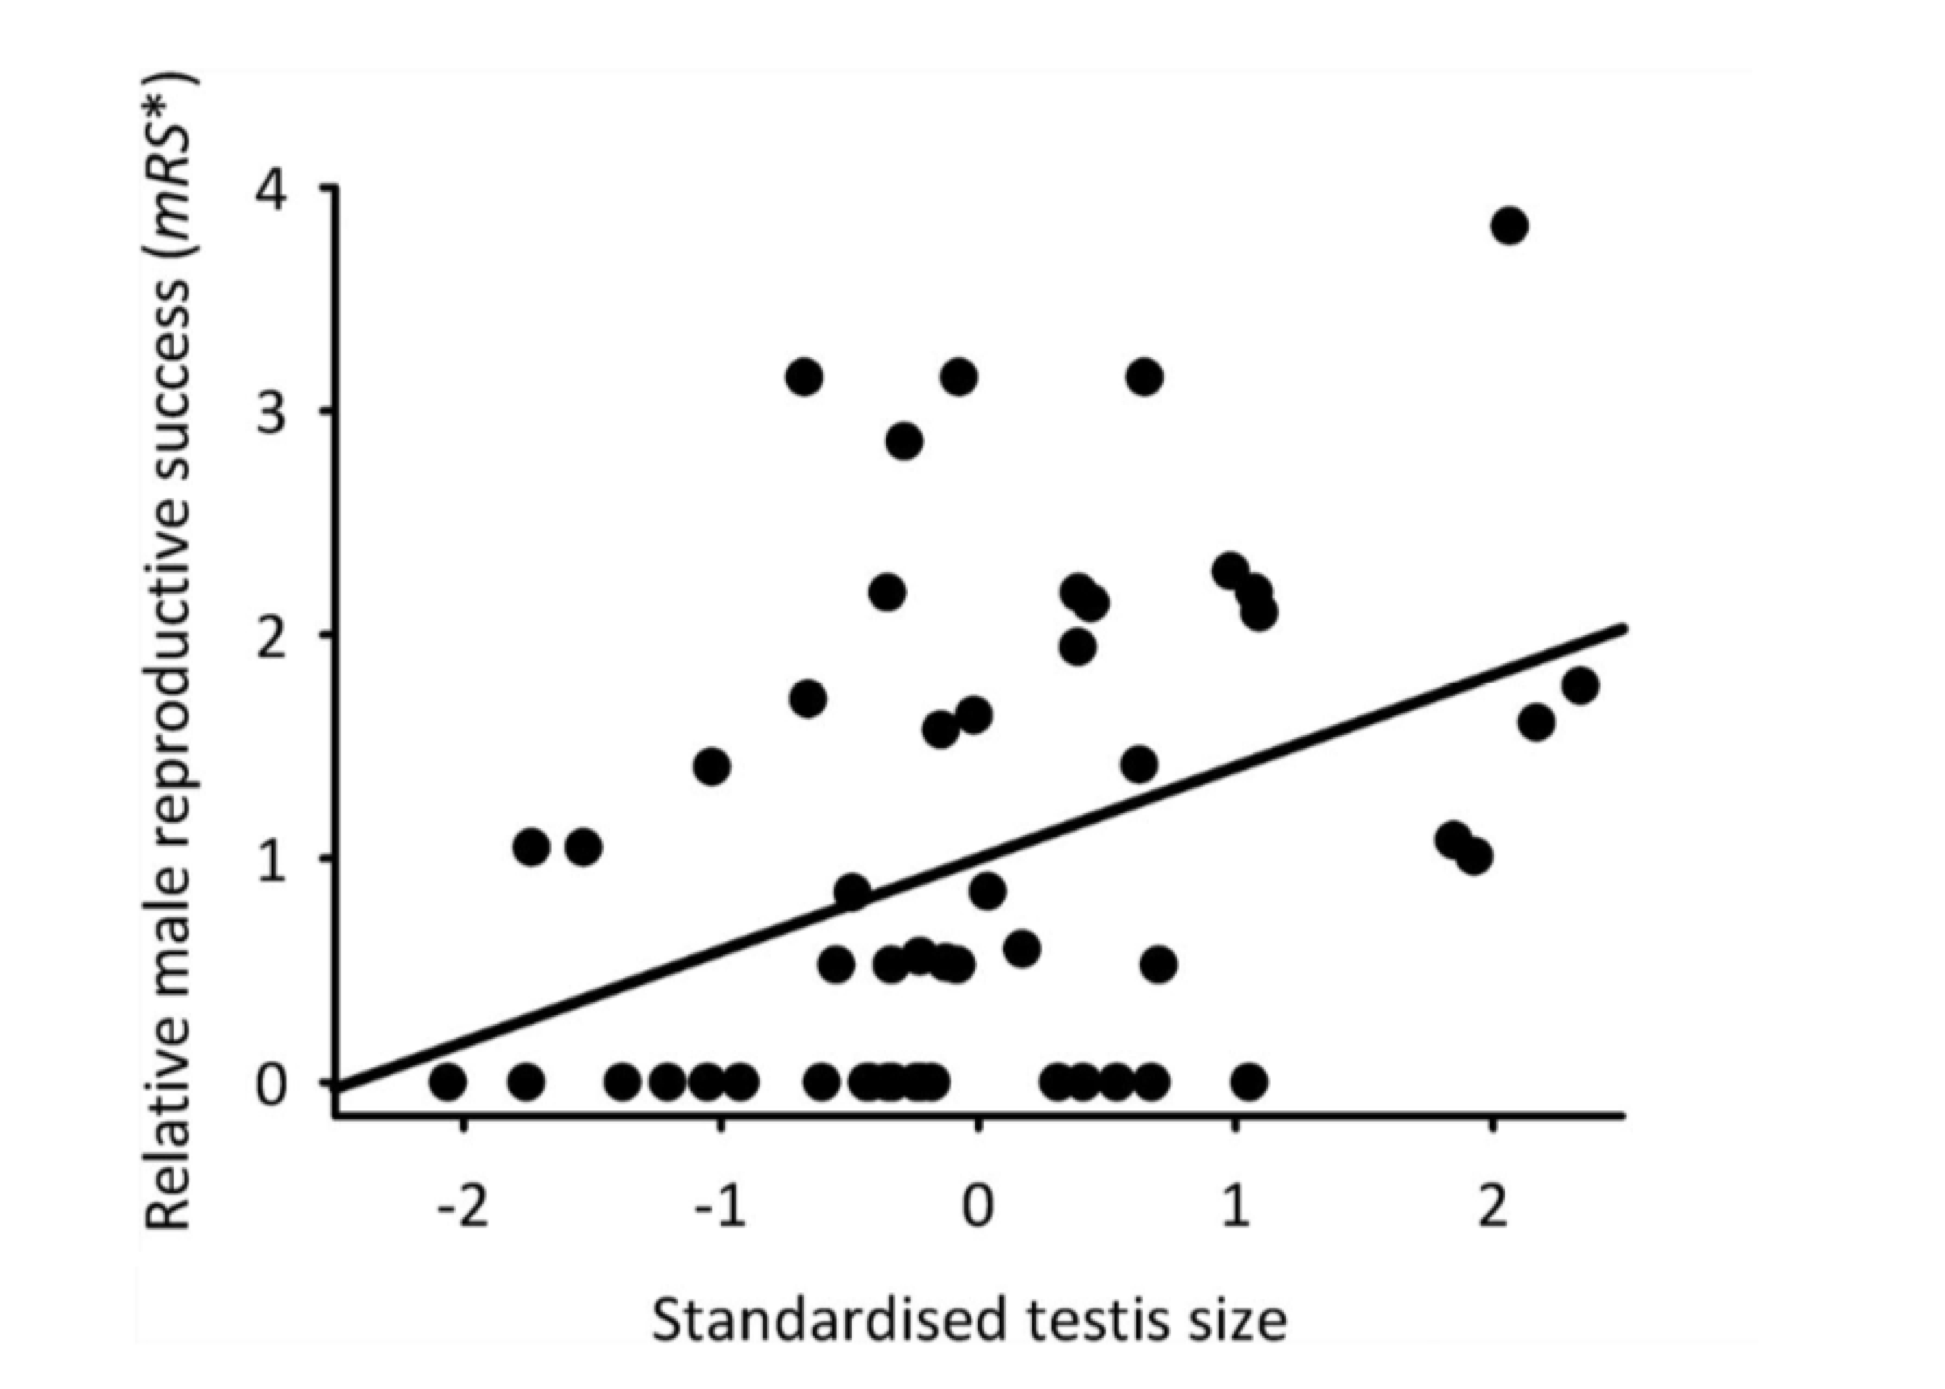 Relative male reproductive success (mRS*)
4
3
2
1
0
-2 -1 0 1 2
Standardised testis size